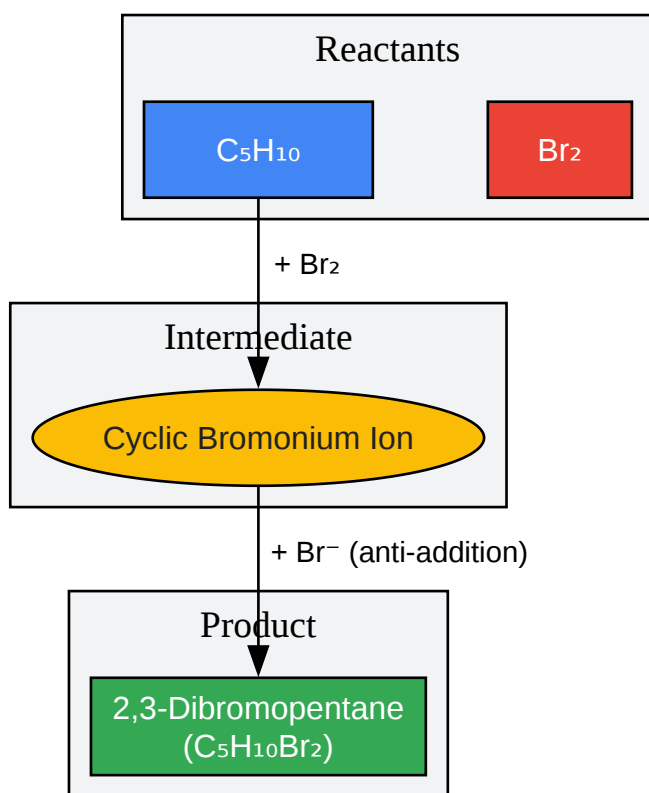 Reactants
C₅H₁₀
Br₂
+ Br₂
Intermediate
Cyclic Bromonium Ion
+ Br⁻ (anti-addition)
Product
2,3-Dibromopentane
(C₅H₁₀Br₂)